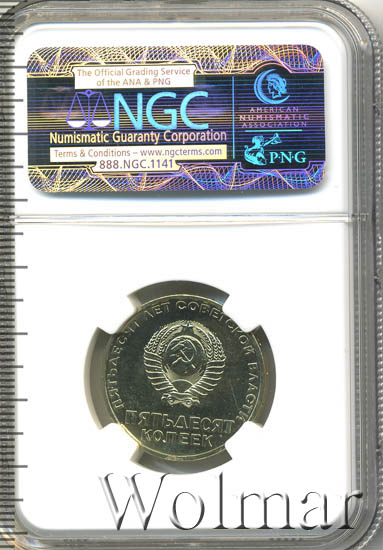 The Official Grading Service
of the ANA & PNG
NGC
Numismatic Guaranty Corporation
Terms & Conditions – www.ngcterms.com
888.NGC.1141
AMERICAN
NUMISMATIC
ASSOCIATION
P·N·G
ПЯТЬДЕСЯТ ЛЕТ СОВЕТСКОЙ ВЛАСТИ
ПЯТЬДЕСЯТ
КОПЕЕК
Wolmar